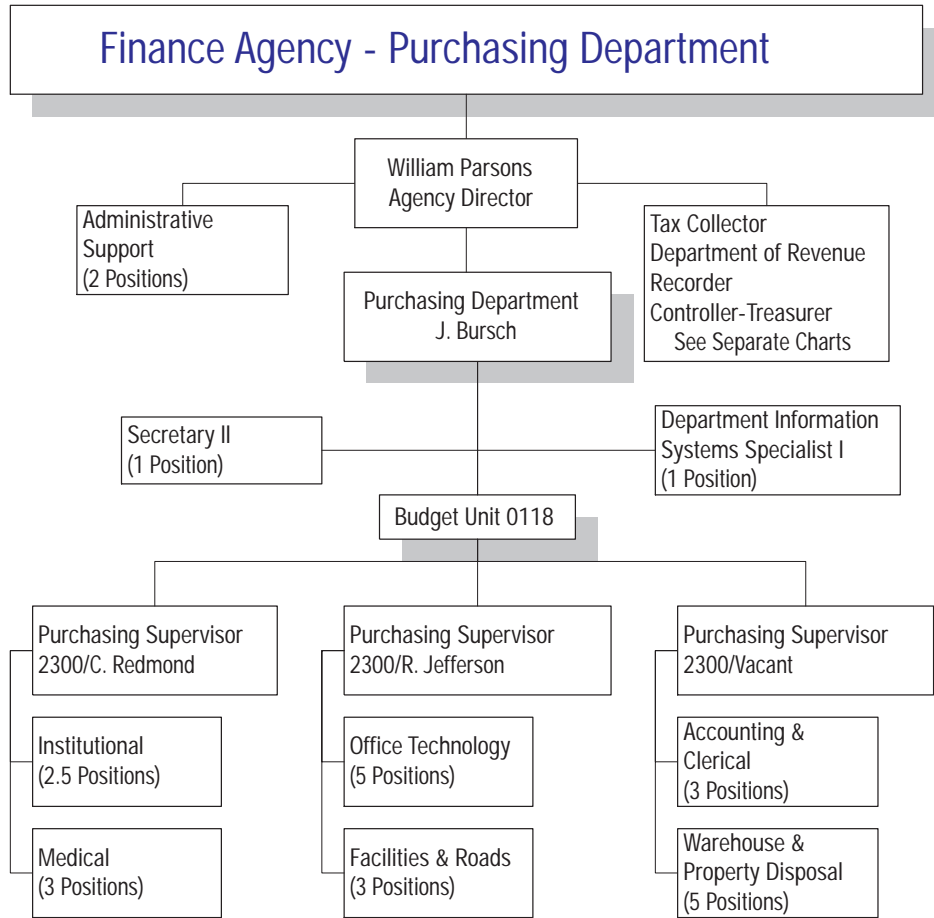 Finance Agency - Purchasing Department
William Parsons
Agency Director
Administrative
Support
(2 Positions)
Tax Collector
Department of Revenue
Recorder
Controller-Treasurer
See Separate Charts
Purchasing Department
J. Bursch
Secretary II
(1 Position)
Department Information
Systems Specialist I
(1 Position)
Budget Unit 0118
Purchasing Supervisor
2300/C. Redmond
Purchasing Supervisor
2300/R. Jefferson
Purchasing Supervisor
2300/Vacant
Institutional
(2.5 Positions)
Office Technology
(5 Positions)
Accounting &
Clerical
(3 Positions)
Medical
(3 Positions)
Facilities & Roads
(3 Positions)
Warehouse &
Property Disposal
(5 Positions)